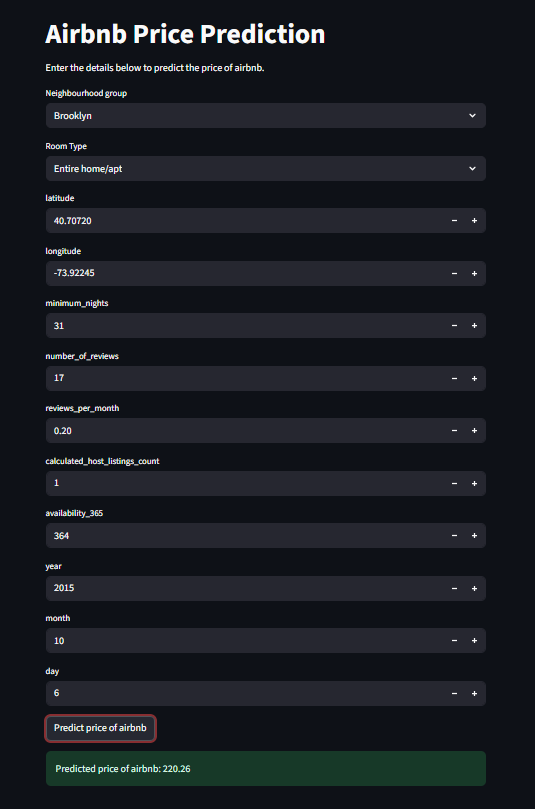 Airbnb Price Prediction
Enter the details below to predict the price of airbnb.
Neighbourhood group
Brooklyn
Room Type
Entire home/apt
latitude
40.70720
longitude
-73.92245
minimum_nights
31
number_of_reviews
17
reviews_per_month
0.20
calculated_host_listings_count
1
availability_365
364
year
2015
month
10
day
6
Predict price of airbnb
Predicted price of airbnb: 220.26